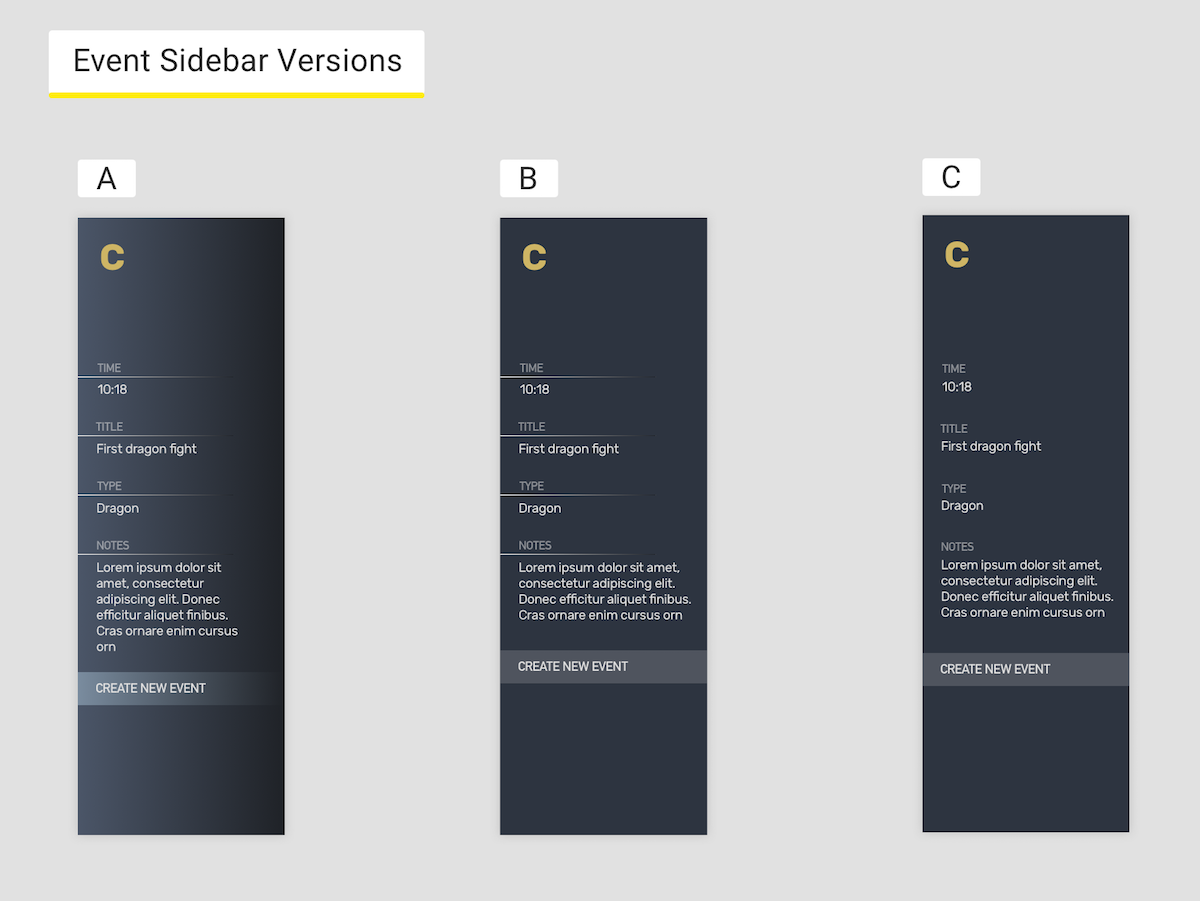 Event Sidebar Versions
A
C
TIME
10:18
TITLE
First dragon fight
TYPE
Dragon
NOTES
Lorem ipsum dolor sit
amet, consectetur
adipiscing elit. Donec
efficitur aliquet finibus.
Cras ornare enim cursus
orn
CREATE NEW EVENT
B
C
TIME
10:18
TITLE
First dragon fight
TYPE
Dragon
NOTES
Lorem ipsum dolor sit amet,
consectetur adipiscing elit.
Donec efficitur aliquet finibus.
Cras ornare enim cursus orn
CREATE NEW EVENT
C
C
TIME
10:18
TITLE
First dragon fight
TYPE
Dragon
NOTES
Lorem ipsum dolor sit amet,
consectetur adipiscing elit.
Donec efficitur aliquet finibus.
Cras ornare enim cursus orn
CREATE NEW EVENT